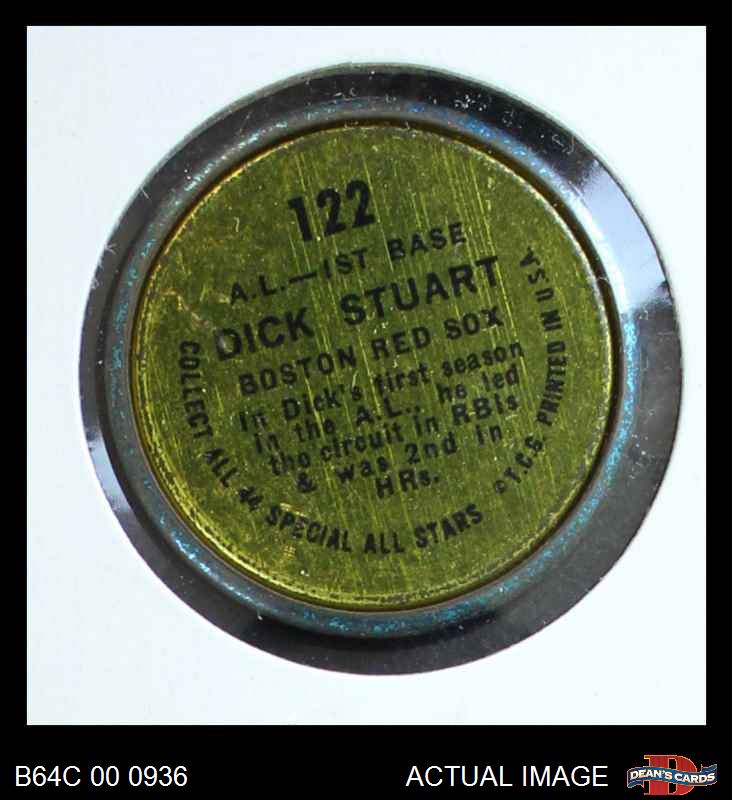 122
A.L.—1ST BASE
DICK STUART
BOSTON RED SOX
In Dick's first season
in the A.L., he led
the circuit in RBIs
& was 2nd in
HRs.
COLLECT ALL 44 SPECIAL ALL STARS
©T.C.G. PRINTED IN U.S.A.
B64C 00 0936
ACTUAL IMAGE
DEAN'S CARDS